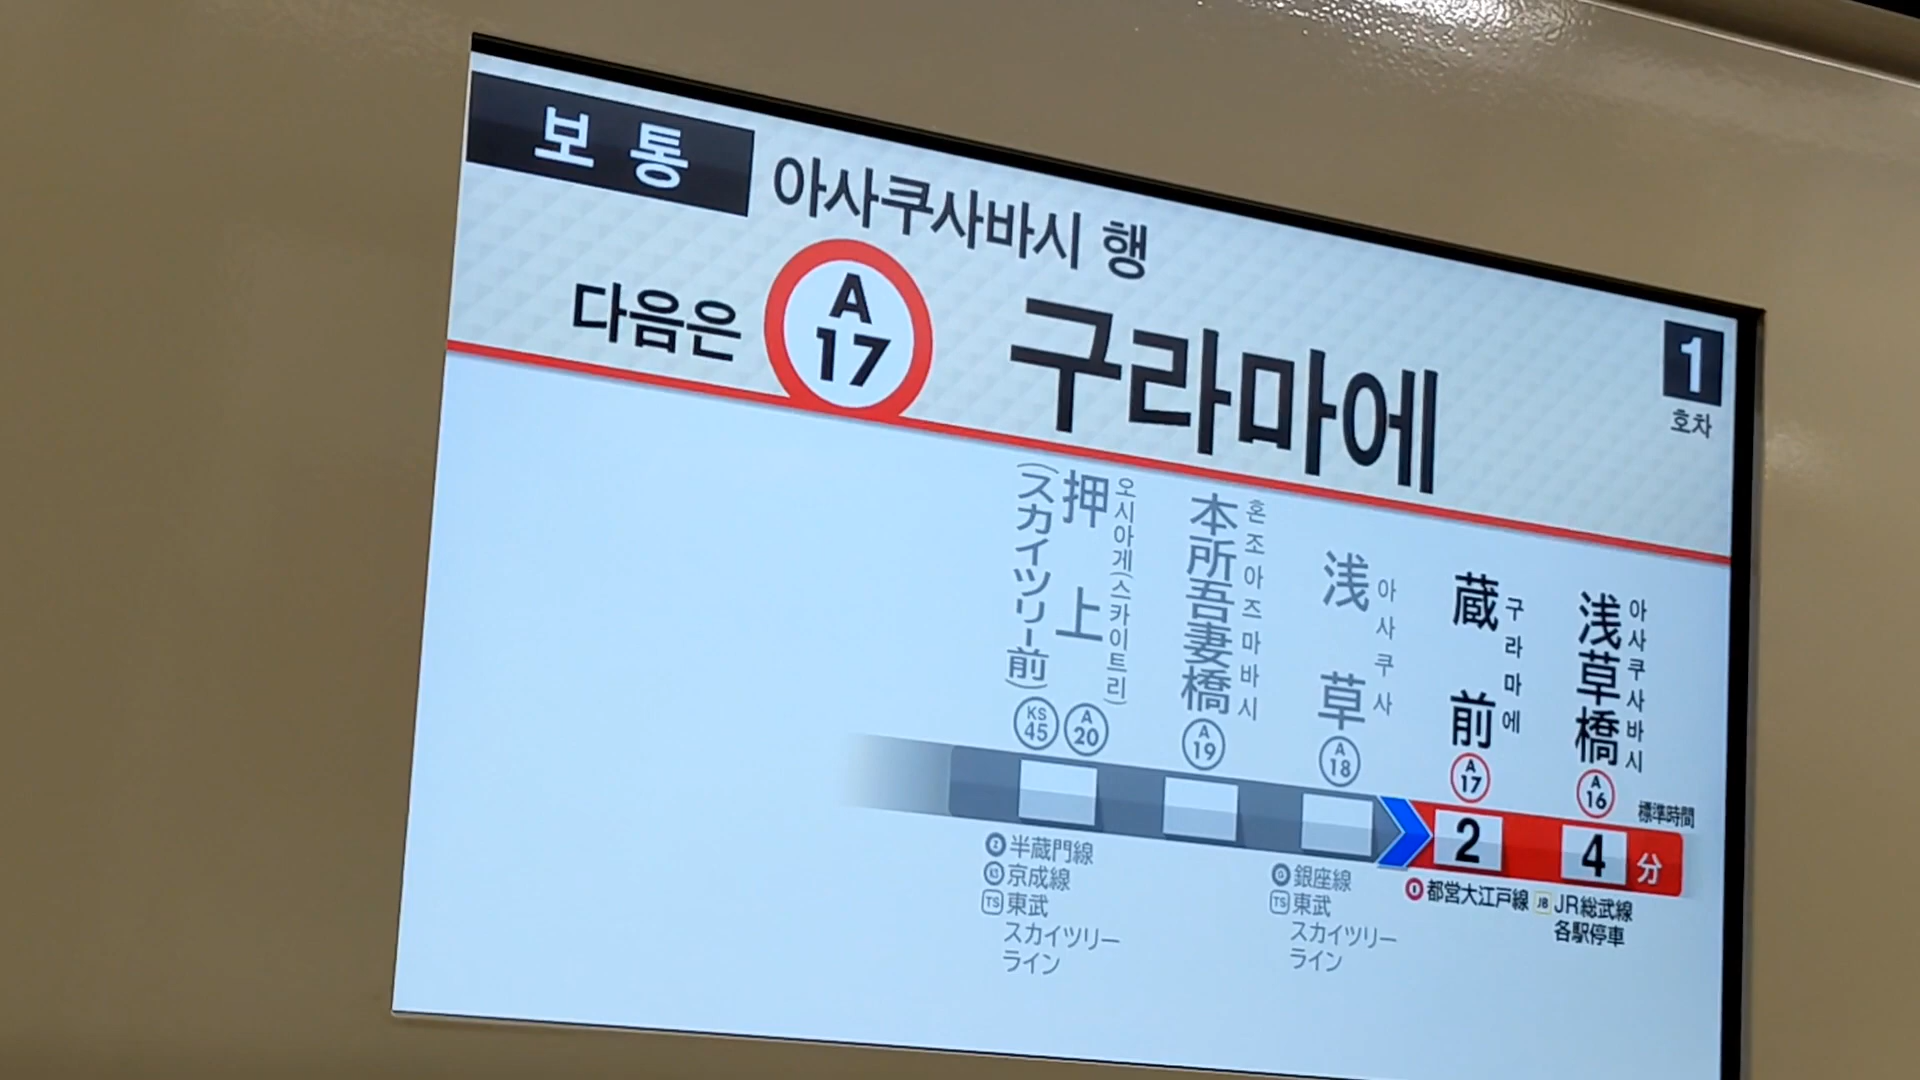 보통 아사쿠사바시 행
다음은 A 17 구라마에
1
호차
押上
(スカイツリー前)
오시아게(스카이트리)
本所吾妻橋
혼조아즈마바시
浅草
아사쿠사
蔵前
구라마에
浅草橋
아사쿠사바시
KS 45
A 20
A 19
A 18
A 17
A 16
標準時間
2 4 分
Z 半蔵門線
KS 京成線
TS 東武
スカイツリー
ライン
G 銀座線
TS 東武
スカイツリー
ライン
都営大江戸線
JB JR総武線
各駅停車